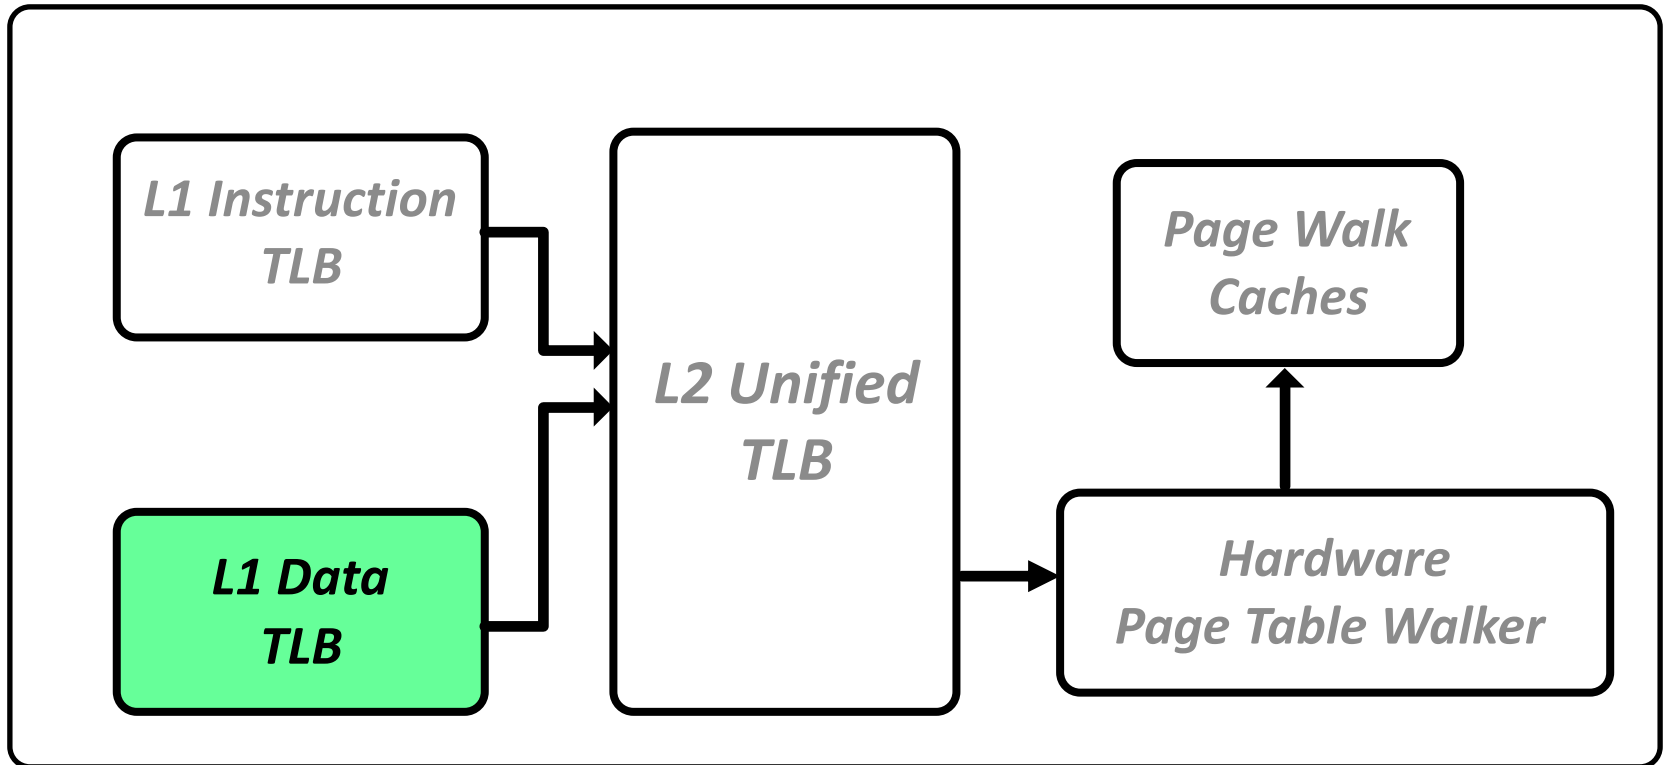 L1 Instruction
TLB
L1 Data
TLB
L2 Unified
TLB
Page Walk
Caches
Hardware
Page Table Walker